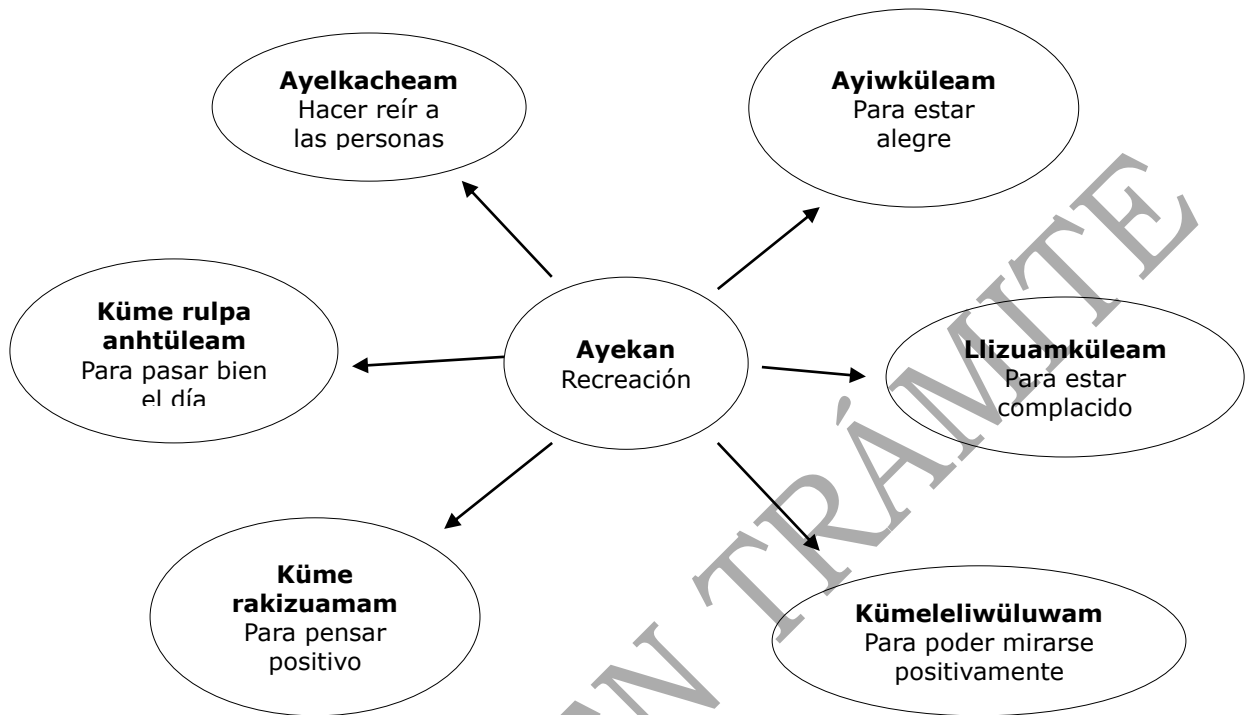 Ayelkacheam
Hacer reír a
las personas
Ayiwküleam
Para estar
alegre
Küme rulpa
anhtüleam
Para pasar bien
el día
Ayekan
Recreación
Llizuamküleam
Para estar
complacido
Küme
rakizuamam
Para pensar
positivo
Kümeleliwüluwam
Para poder mirarse
positivamente
EN TRÁMITE